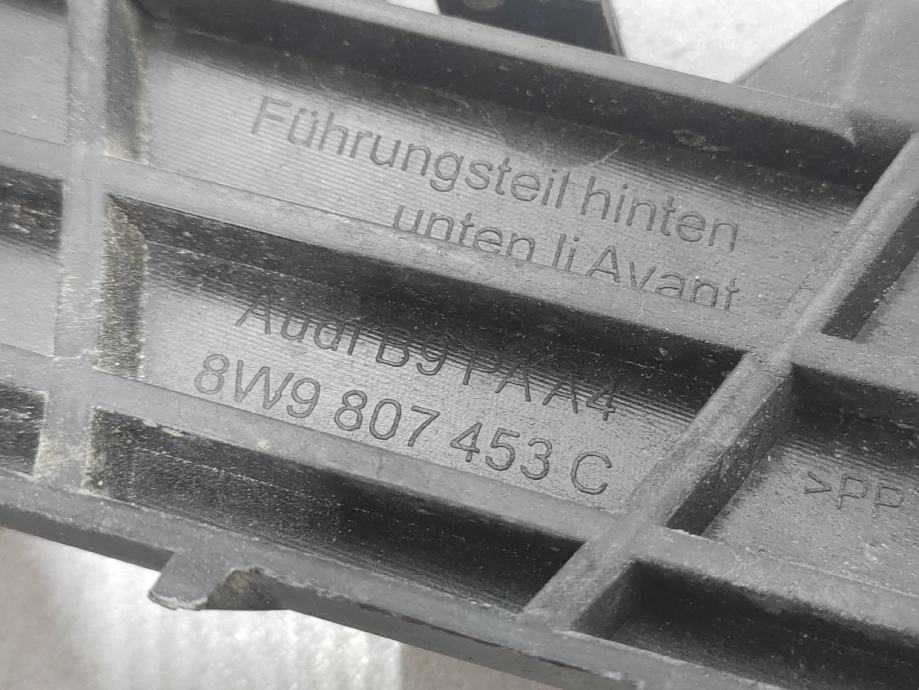 Führungsteil hinten
unten li Avant
Audi B9 PA A4
8W9 807 453 C
>PP